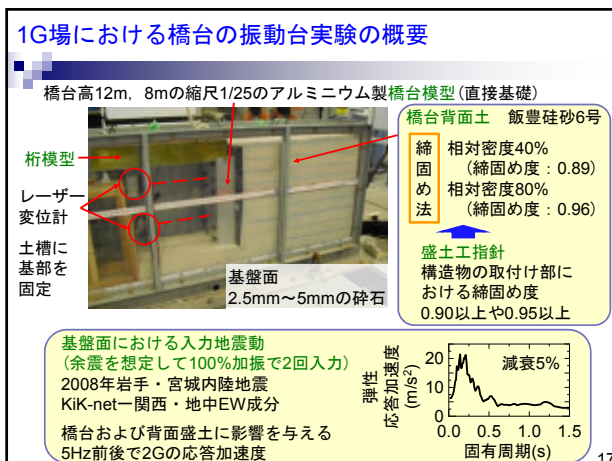 1G場における橋台の振動台実験の概要
橋台高12m，8mの縮尺1/25のアルミニウム製橋台模型(直接基礎)
桁模型
レーザー
変位計
土槽に
基部を
固定
基盤面
2.5mm～5mmの砕石
橋台背面土　飯豊硅砂6号
締固め法
相対密度40%
（締固め度：0.89）
相対密度80%
（締固め度：0.96）
盛土工指針
構造物の取付け部に
おける締固め度
0.90以上や0.95以上
基盤面における入力地震動
(余震を想定して100%加振で2回入力)
2008年岩手・宮城内陸地震
KiK-net一関西・地中EW成分
橋台および背面盛土に影響を与える
5Hz前後で2Gの応答加速度
弾性
応答加速度
(m/s²)
20
10
0
減衰5%
0.0 0.5 1.0 1.5
固有周期(s)
17